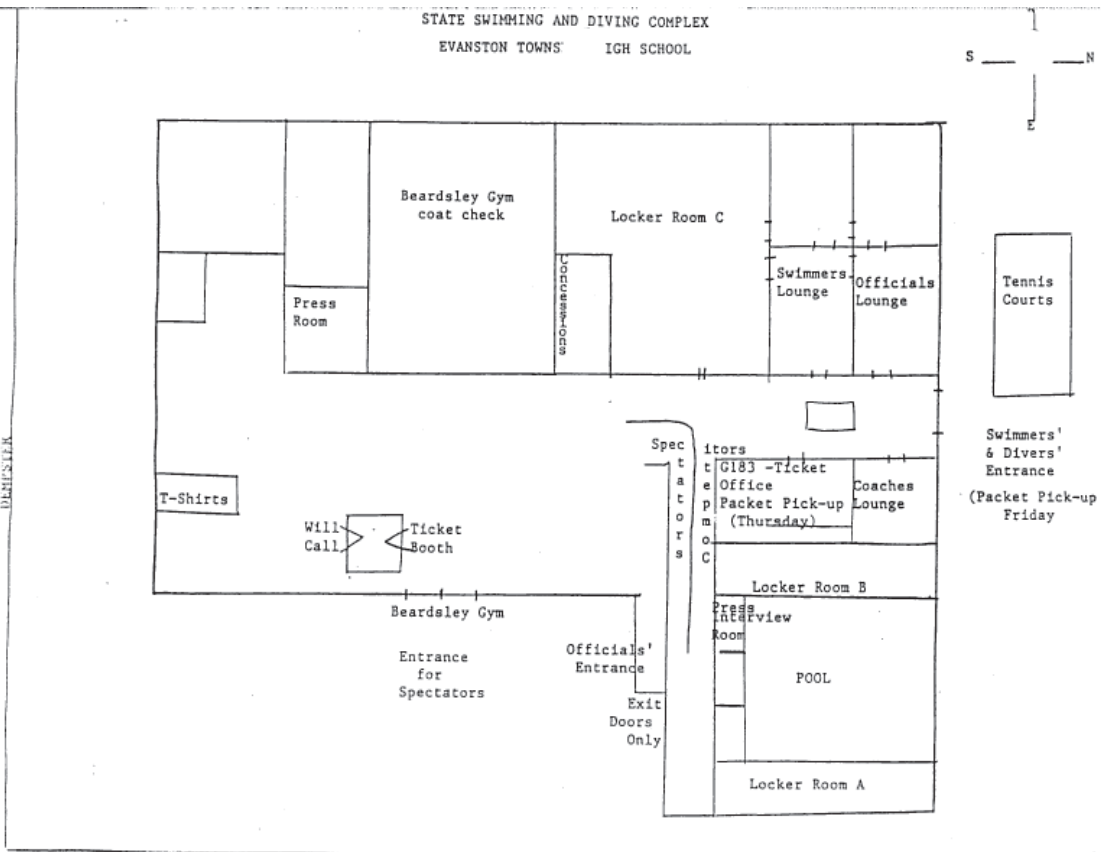 STATE SWIMMING AND DIVING COMPLEX
EVANSTON TOWNS IGH SCHOOL
S
N
E
Beardsley Gym
coat check
Locker Room C
Concessions
Swimmers
Lounge
Officials
Lounge
Tennis
Courts
Press
Room
DEMPSTER
Swimmers'
& Divers'
Entrance
(Packet Pick-up
Friday
Spectators
Competitors
G183 -Ticket
Office
Packet Pick-up
(Thursday)
Coaches
Lounge
T-Shirts
Will
Call
Ticket
Booth
Locker Room B
Beardsley Gym
Press
Interview
Room
Entrance
for
Spectators
Officials'
Entrance
POOL
Exit
Doors
Only
Locker Room A